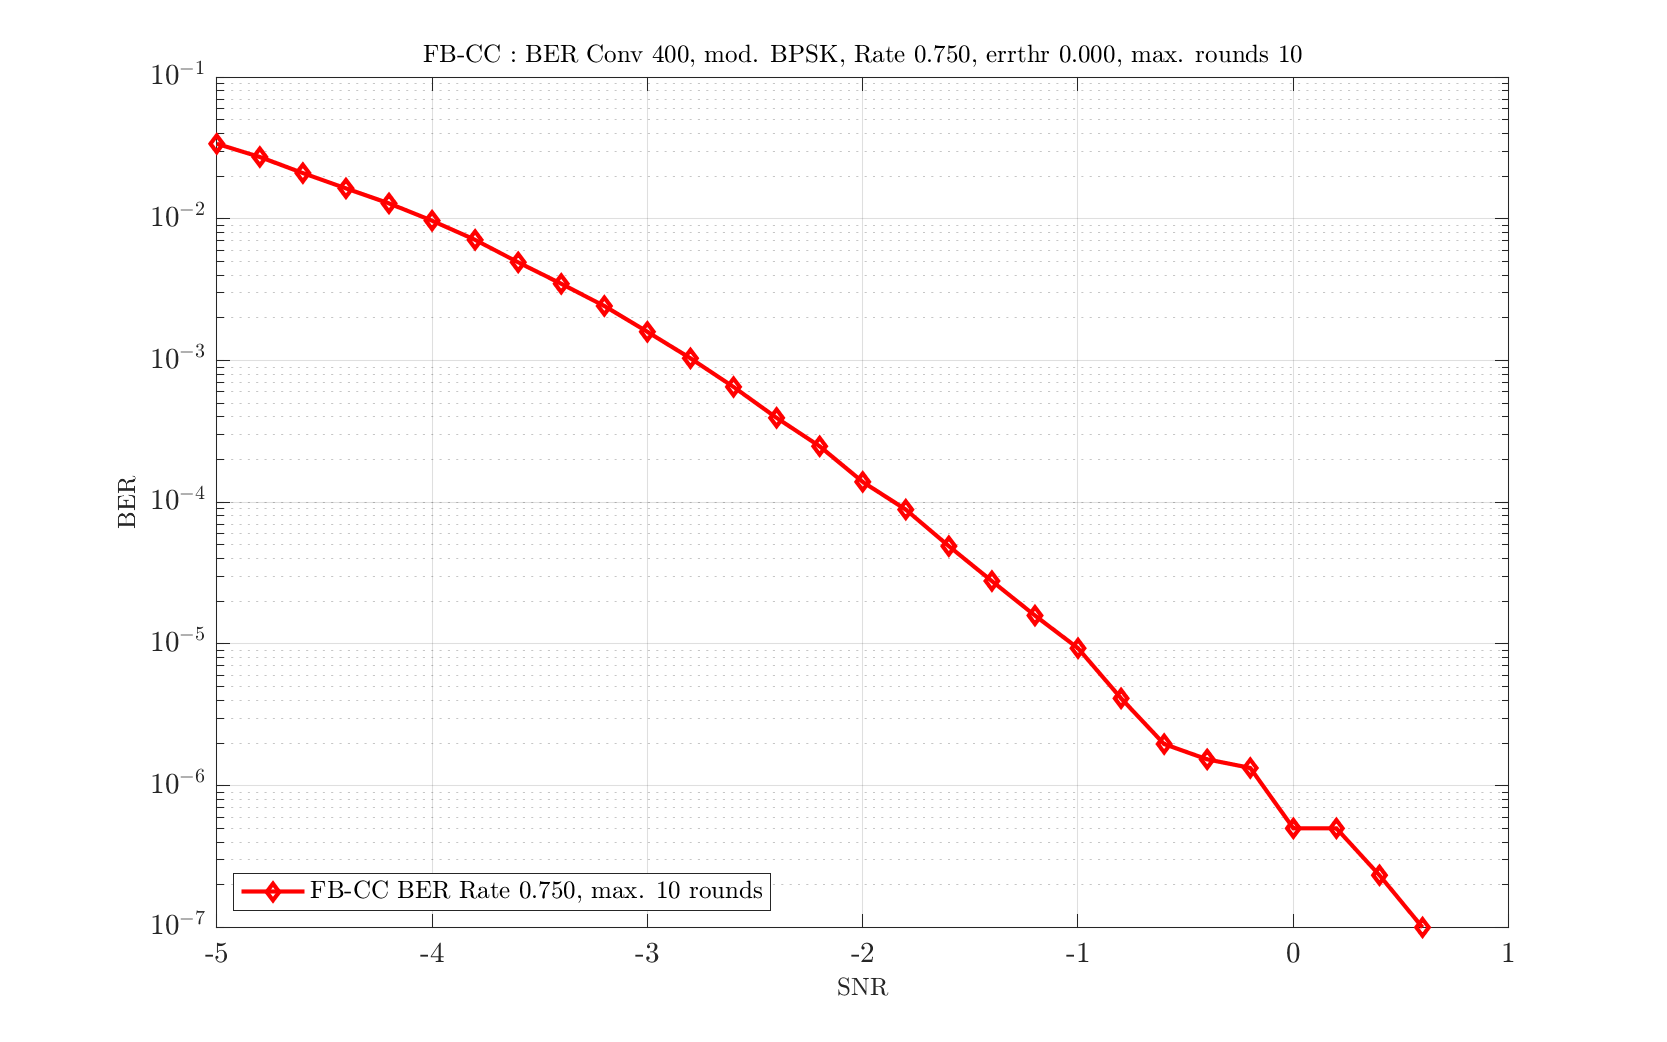 FB-CC : BER Conv 400, mod. BPSK, Rate 0.750, errthr 0.000, max. rounds 10
10⁻¹
10⁻²
10⁻³
10⁻⁴
10⁻⁵
10⁻⁶
10⁻⁷
BER
FB-CC BER Rate 0.750, max. 10 rounds
-5 -4 -3 -2 -1 0 1
SNR